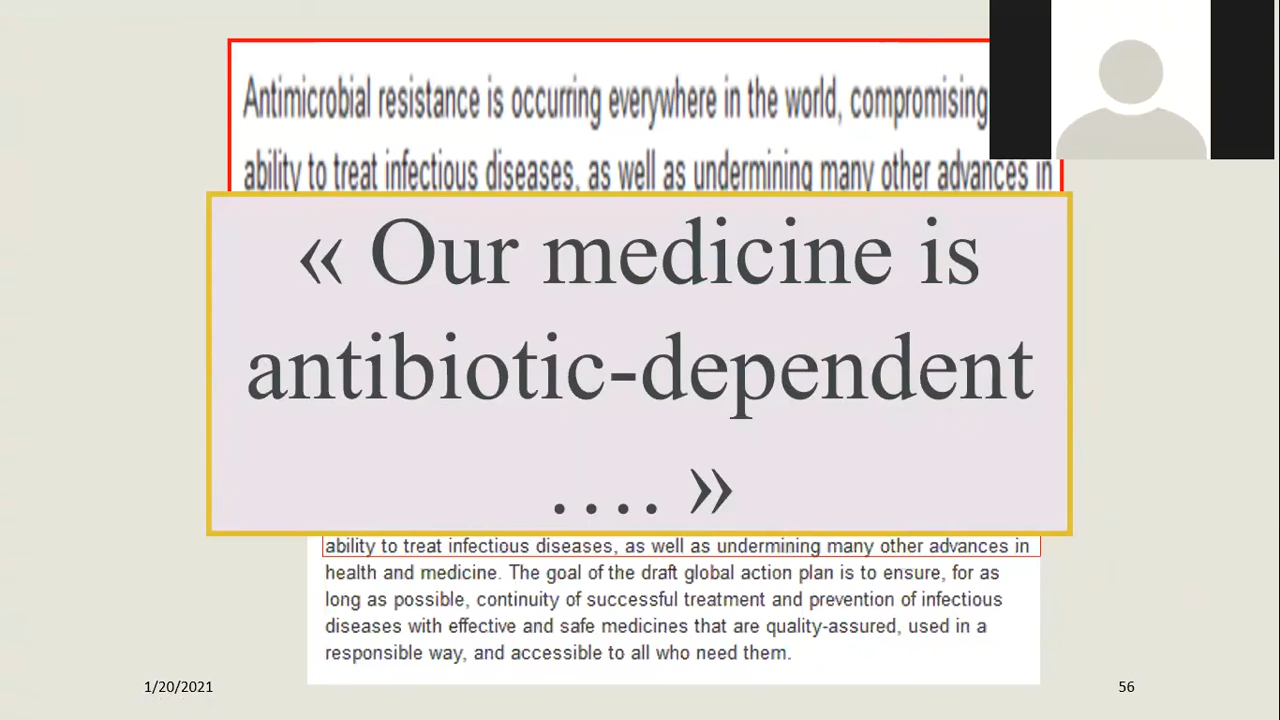 Antimicrobial resistance is occurring everywhere in the world, compromising
ability to treat infectious diseases, as well as undermining many other advances in
« Our medicine is
antibiotic-dependent
…. »
ability to treat infectious diseases, as well as undermining many other advances in
health and medicine. The goal of the draft global action plan is to ensure, for as
long as possible, continuity of successful treatment and prevention of infectious
diseases with effective and safe medicines that are quality-assured, used in a
responsible way, and accessible to all who need them.
1/20/2021
56